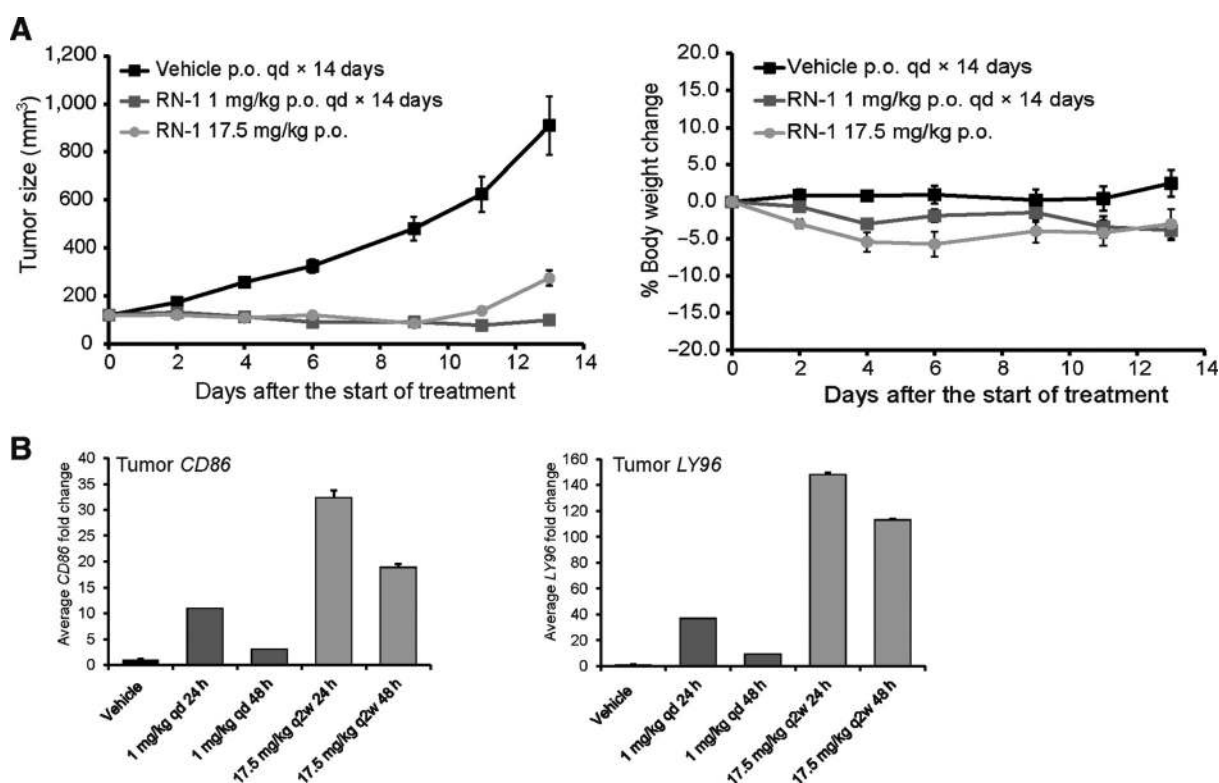 A
Tumor size (mm³)
1,200
1,000
800
600
400
200
0
Vehicle p.o. qd × 14 days
RN-1 1 mg/kg p.o. qd × 14 days
RN-1 17.5 mg/kg p.o.
0 2 4 6 8 10 12 14
Days after the start of treatment
% Body weight change
20.0
15.0
10.0
5.0
0.0
−5.0
−10.0
−15.0
−20.0
Vehicle p.o. qd × 14 days
RN-1 1 mg/kg p.o. qd × 14 days
RN-1 17.5 mg/kg p.o.
0 2 4 6 8 10 12 14
Days after the start of treatment
B
Tumor CD86
Average CD86 fold change
40
35
30
25
20
15
10
5
0
Vehicle
1 mg/kg qd 24 h
1 mg/kg qd 48 h
17.5 mg/kg q2w 24 h
17.5 mg/kg q2w 48 h
Tumor LY96
Average LY96 fold change
160
140
120
100
80
60
40
20
0
Vehicle
1 mg/kg qd 24 h
1 mg/kg qd 48 h
17.5 mg/kg q2w 24 h
17.5 mg/kg q2w 48 h